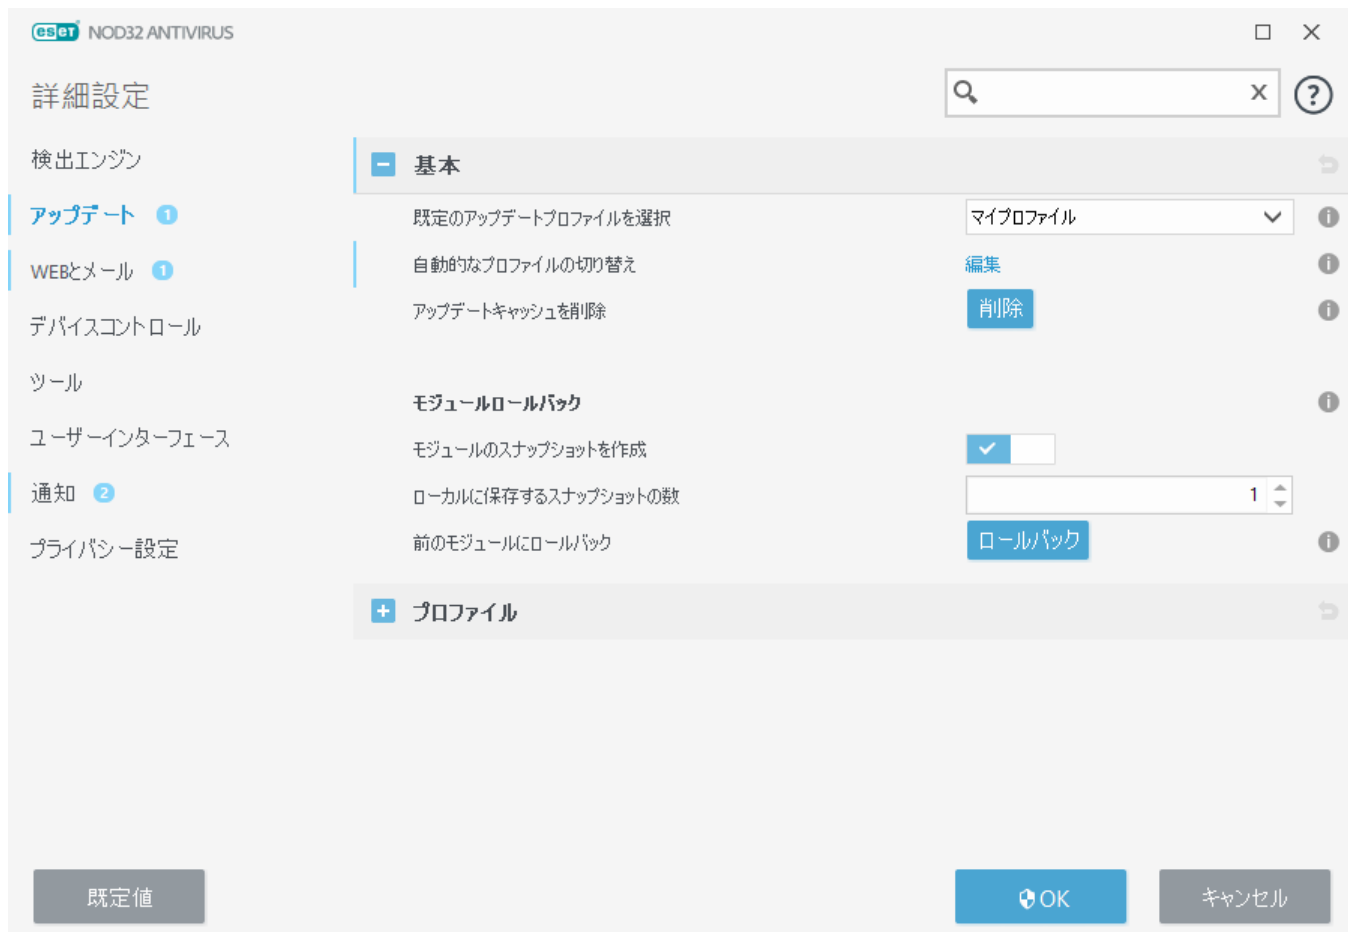 eset NOD32 ANTIVIRUS
詳細設定
検出エンジン
アップデート 1
WEBとメール 1
デバイスコントロール
ツール
ユーザーインターフェース
通知 2
プライバシー設定
基本
既定のアップデートプロファイルを選択 マイプロファイル
自動的なプロファイルの切り替え 編集
アップデートキャッシュを削除 削除
モジュールロールバック
モジュールのスナップショットを作成
ローカルに保存するスナップショットの数 1
前のモジュールにロールバック ロールバック
プロファイル
既定値 OK キャンセル